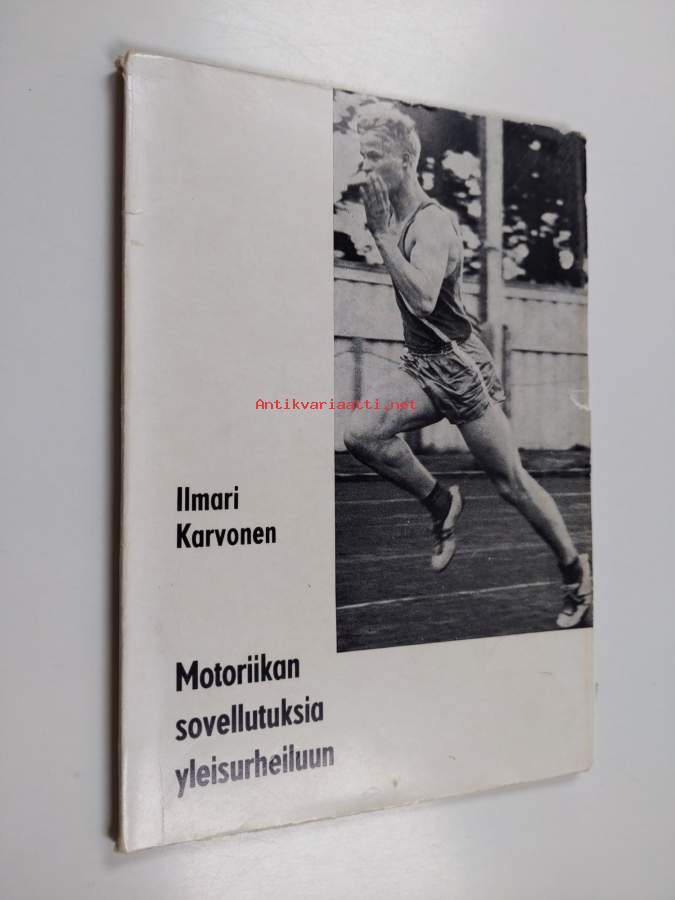 Antikvariaatti.net
Ilmari
Karvonen
Motoriikan
sovellutuksia
yleisurheiluun